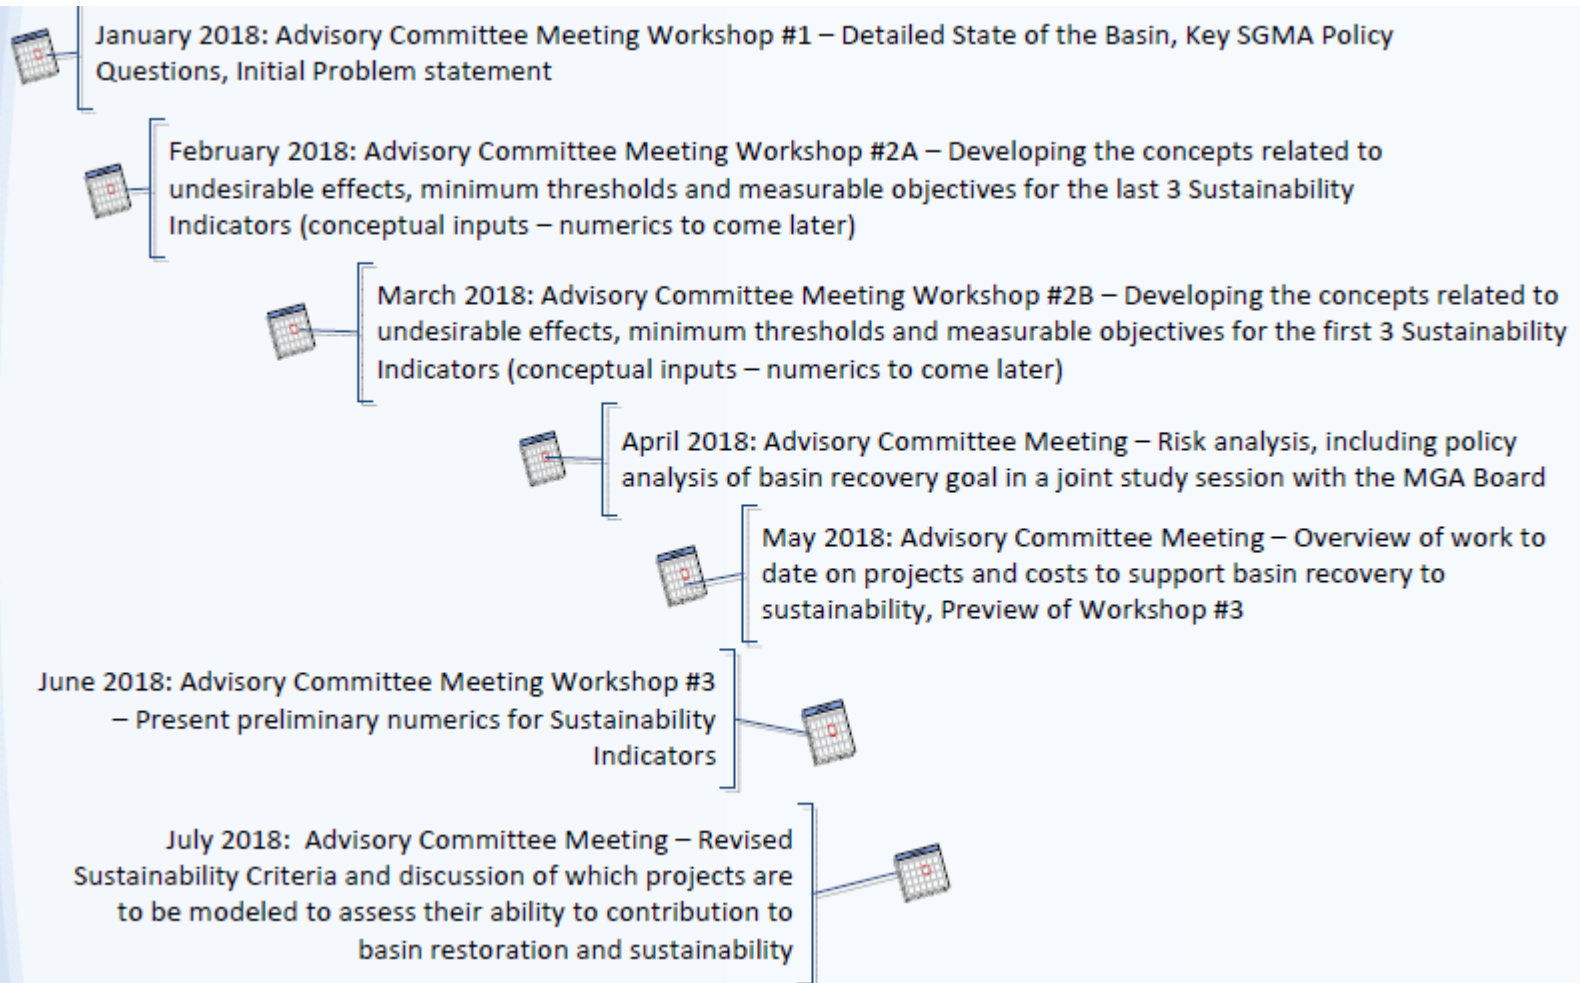 January 2018: Advisory Committee Meeting Workshop #1 – Detailed State of the Basin, Key SGMA Policy
Questions, Initial Problem statement
February 2018: Advisory Committee Meeting Workshop #2A – Developing the concepts related to
undesirable effects, minimum thresholds and measurable objectives for the last 3 Sustainability
Indicators (conceptual inputs – numerics to come later)
March 2018: Advisory Committee Meeting Workshop #2B – Developing the concepts related to
undesirable effects, minimum thresholds and measurable objectives for the first 3 Sustainability
Indicators (conceptual inputs – numerics to come later)
April 2018: Advisory Committee Meeting – Risk analysis, including policy
analysis of basin recovery goal in a joint study session with the MGA Board
May 2018: Advisory Committee Meeting – Overview of work to
date on projects and costs to support basin recovery to
sustainability, Preview of Workshop #3
June 2018: Advisory Committee Meeting Workshop #3
– Present preliminary numerics for Sustainability
Indicators
July 2018:  Advisory Committee Meeting – Revised
Sustainability Criteria and discussion of which projects are
to be modeled to assess their ability to contribution to
basin restoration and sustainability